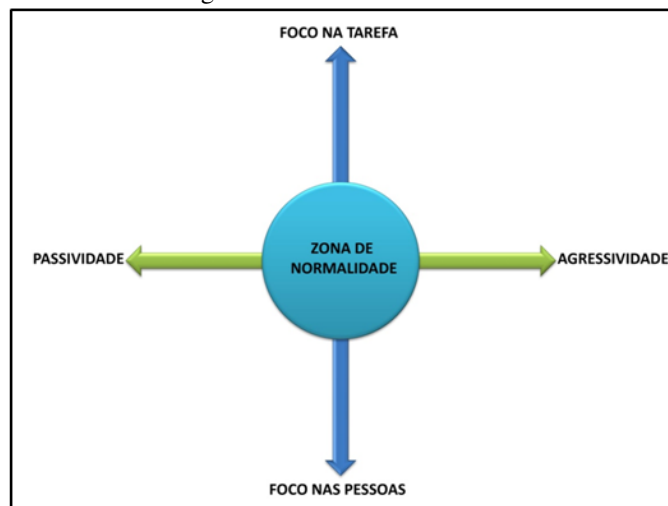 FOCO NA TAREFA
PASSIVIDADE
ZONA DE
NORMALIDADE
AGRESSIVIDADE
FOCO NAS PESSOAS